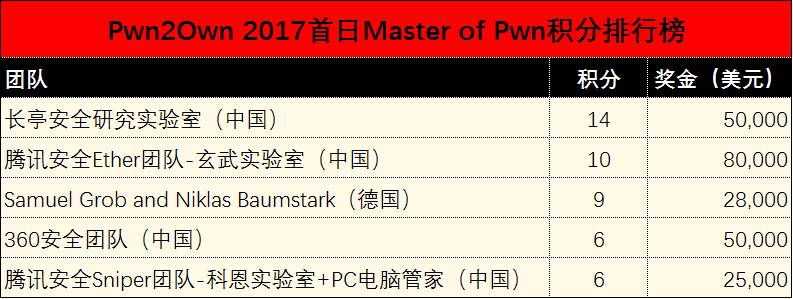 Pwn2Own 2017首日Master of Pwn积分排行榜
团队 积分 奖金（美元）
长亭安全研究实验室（中国） 14 50,000
腾讯安全Ether团队-玄武实验室（中国） 10 80,000
Samuel Grob and Niklas Baumstark（德国） 9 28,000
360安全团队（中国） 6 50,000
腾讯安全Sniper团队-科恩实验室+PC电脑管家（中国） 6 25,000